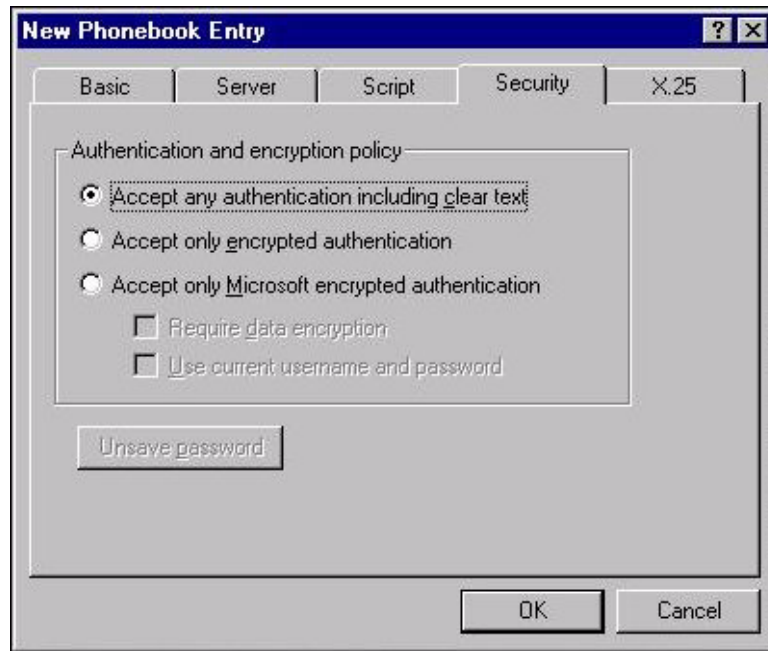 New Phonebook Entry
Basic Server Script Security X.25
Authentication and encryption policy
Accept any authentication including clear text
Accept only encrypted authentication
Accept only Microsoft encrypted authentication
Require data encryption
Use current username and password
Unsave password
OK Cancel